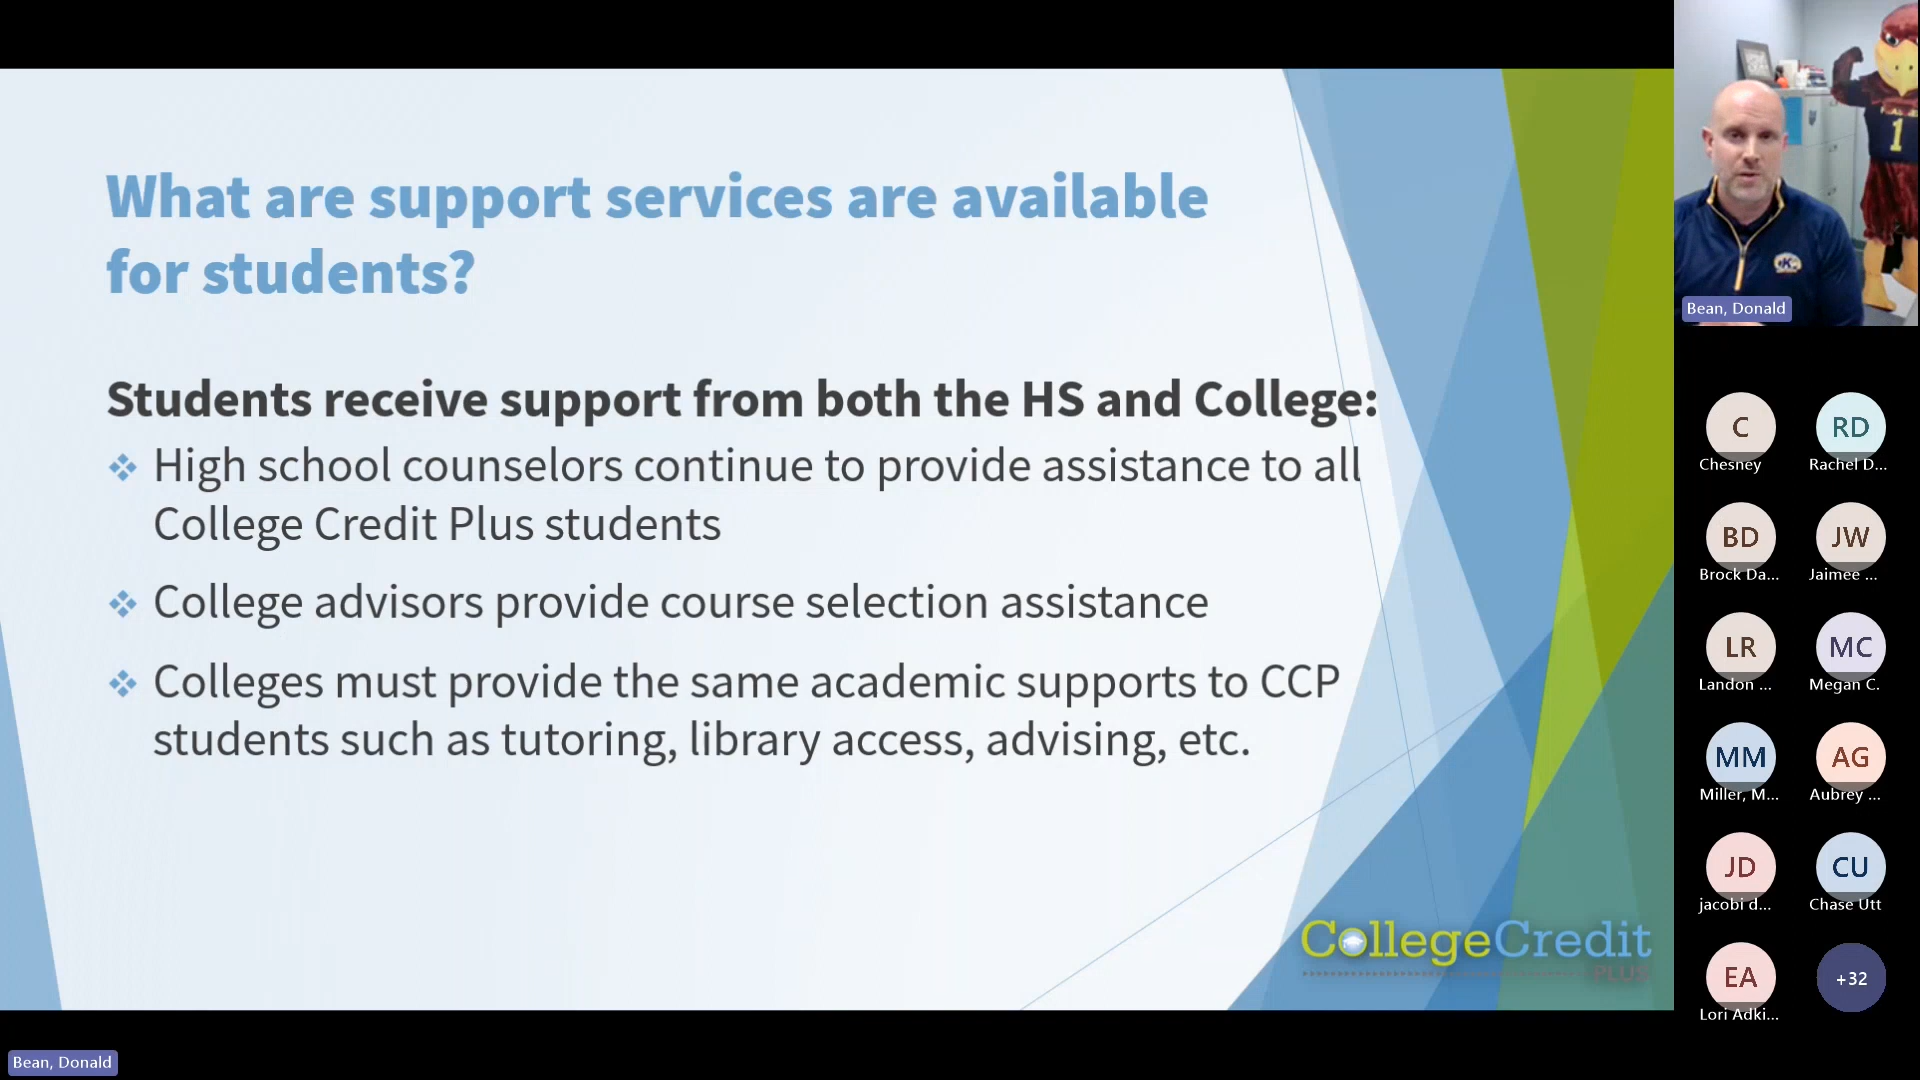 What are support services are available
for students?
Students receive support from both the HS and College:
High school counselors continue to provide assistance to all
College Credit Plus students
College advisors provide course selection assistance
Colleges must provide the same academic supports to CCP
students such as tutoring, library access, advising, etc.
CollegeCredit
PLUS
1
K
Bean, Donald
C
Chesney
RD
Rachel D...
BD
Brock Da...
JW
Jaimee ...
LR
Landon ...
MC
Megan C.
MM
Miller, M...
AG
Aubrey ...
JD
jacobi d...
CU
Chase Utt
EA
Lori Adki...
+32
Bean, Donald